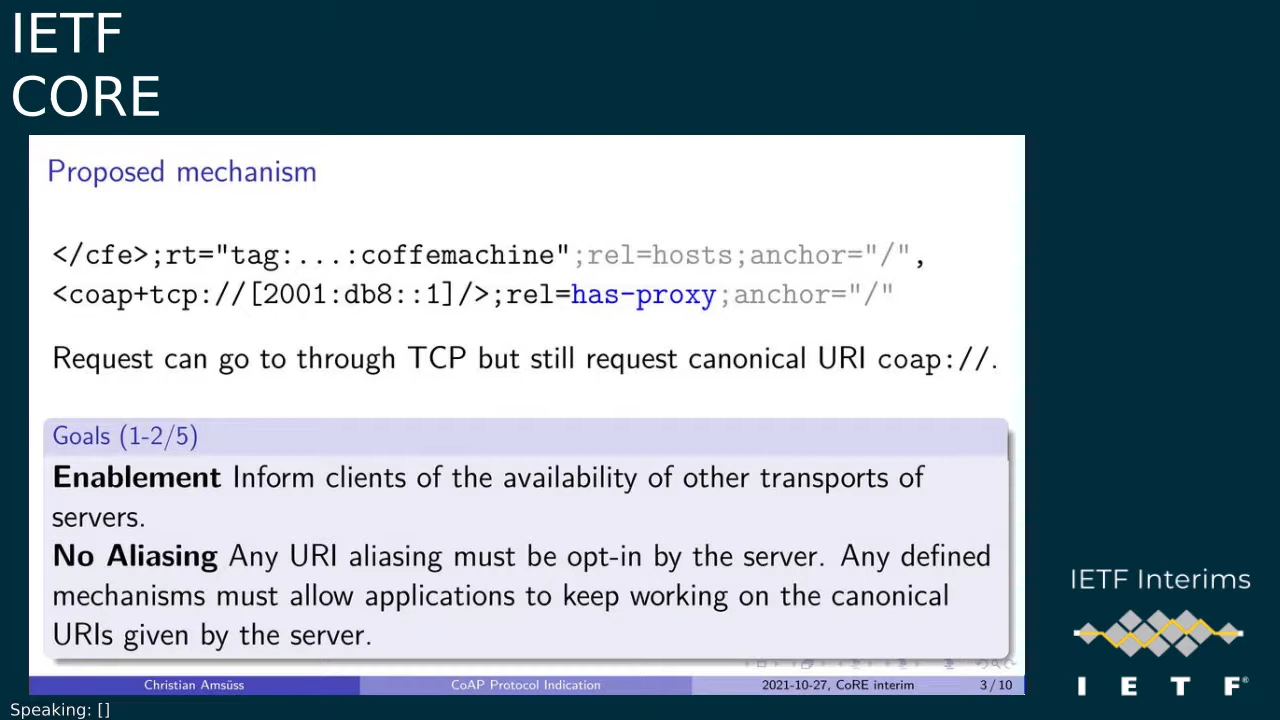 IETF
CORE
Proposed mechanism
</cfe>;rt="tag:...:coffemachine";rel=hosts;anchor="/",
<coap+tcp://[2001:db8::1]/>;rel=has-proxy;anchor="/"
Request can go to through TCP but still request canonical URI coap://.
Goals (1-2/5)
Enablement Inform clients of the availability of other transports of
servers.
No Aliasing Any URI aliasing must be opt-in by the server. Any defined
mechanisms must allow applications to keep working on the canonical
URIs given by the server.
Christian Amsüss CoAP Protocol Indication 2021-10-27, CoRE interim 3 / 10
IETF Interims
I E T F®
Speaking: []